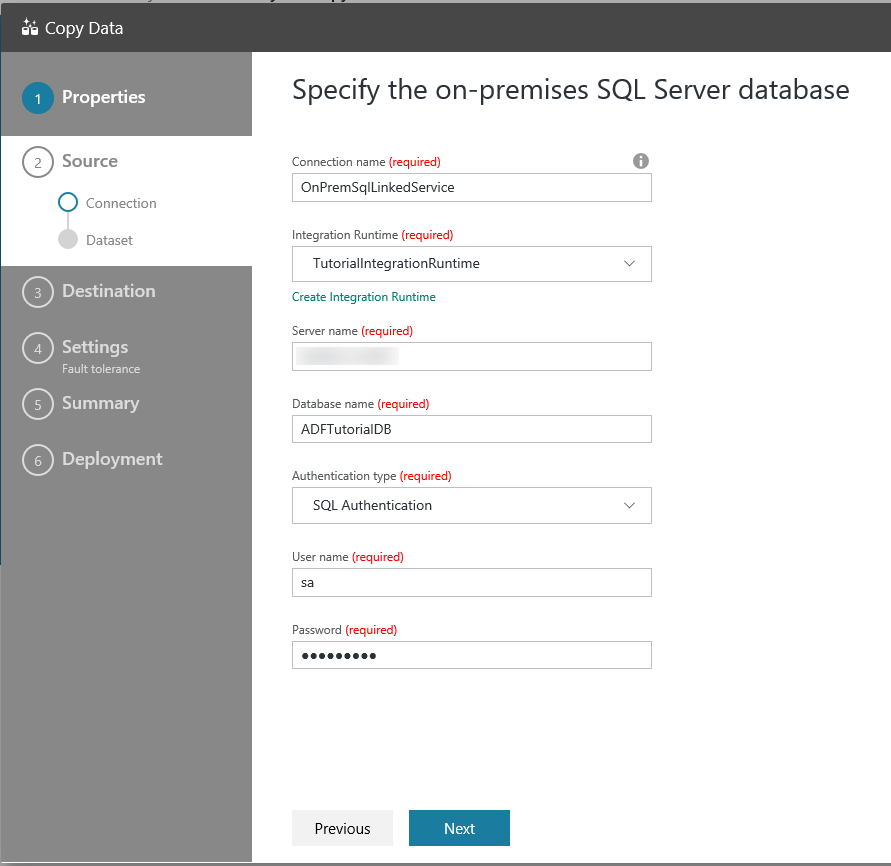 Copy Data
1 Properties
2 Source
Connection
Dataset
3 Destination
4 Settings
Fault tolerance
5 Summary
6 Deployment
Specify the on-premises SQL Server database
Connection name (required)
OnPremSqlLinkedService
Integration Runtime (required)
TutorialIntegrationRuntime
Create Integration Runtime
Server name (required)
Database name (required)
ADFTutorialDB
Authentication type (required)
SQL Authentication
User name (required)
sa
Password (required)
●●●●●●●●●
Previous
Next